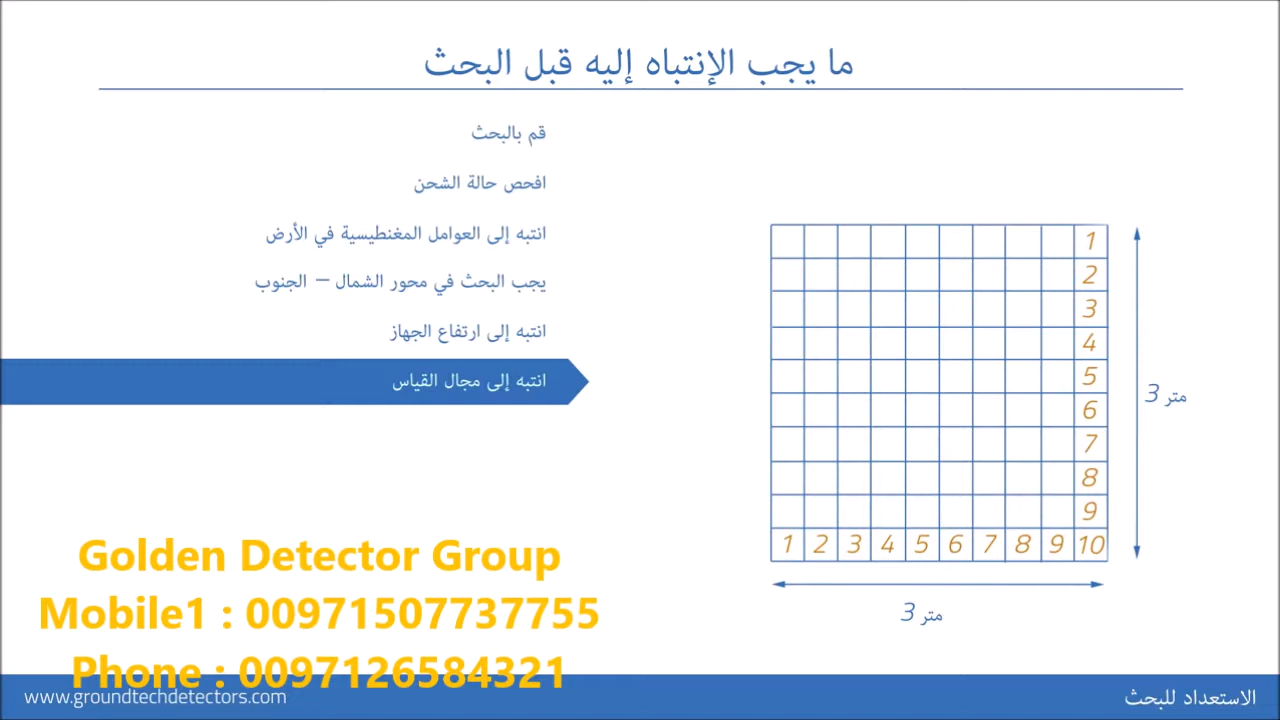 ما يجب الإنتباه إليه قبل البحث
قم بالبحث
افحص حالة الشحن
انتبه إلى العوامل المغنطيسية في الأرض
يجب البحث في محور الشمال – الجنوب
انتبه إلى ارتفاع الجهاز
انتبه إلى مجال القياس
1
2
3
4
5
6
7
8
9
1 2 3 4 5 6 7 8 9 10
3 متر
3 متر
Golden Detector Group
Mobile1 : 00971507737755
Phone : 0097126584321
www.groundtechdetectors.com
الاستعداد للبحث